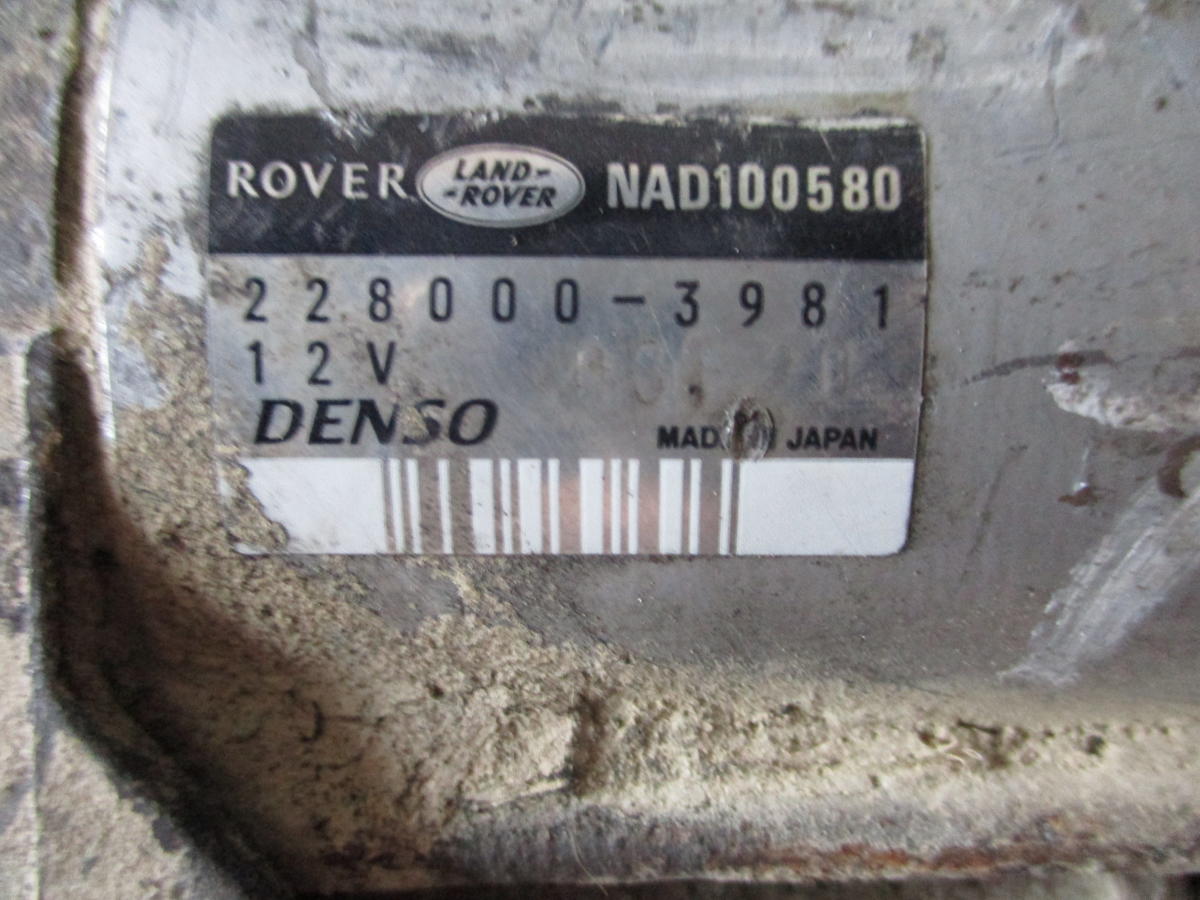 ROVER LAND-ROVER NAD100580
228000-3981
12V
DENSO
JAPAN